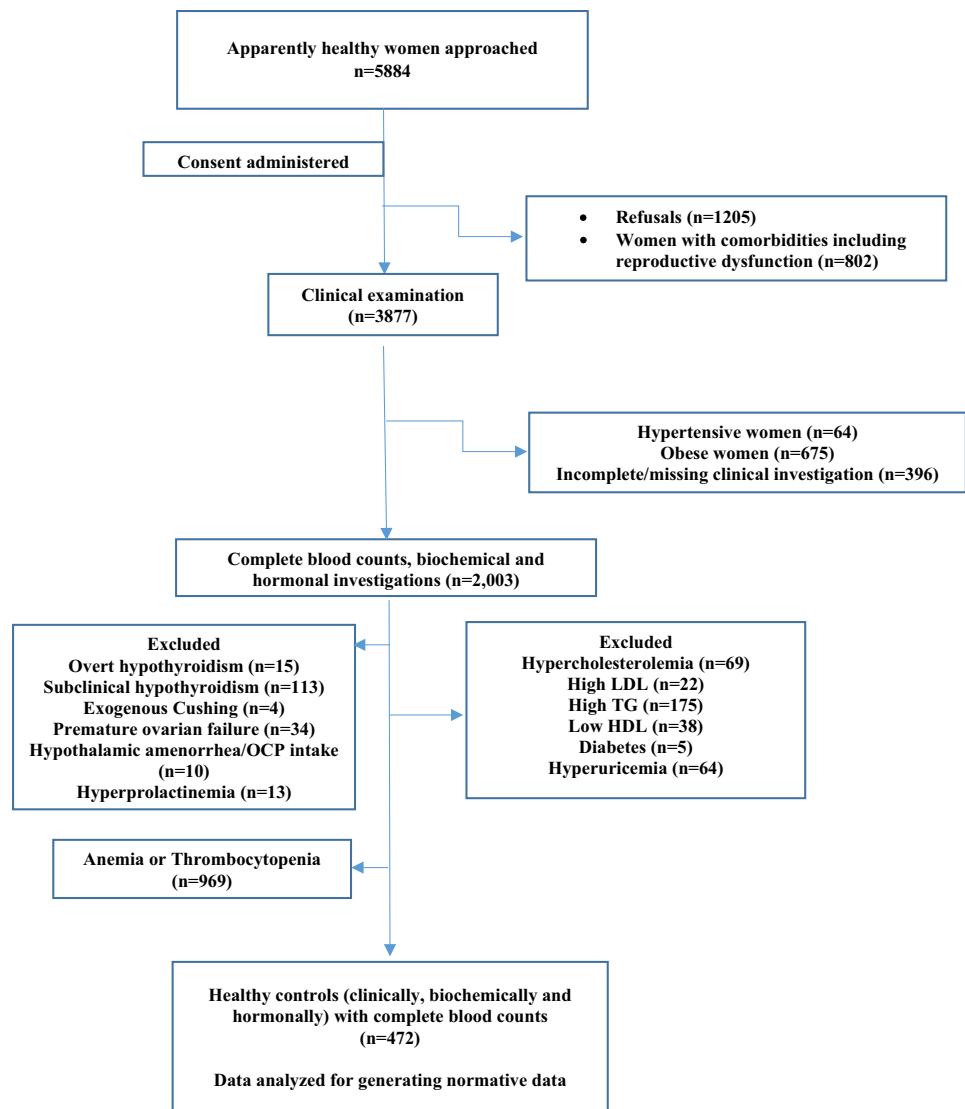 Apparently healthy women approached
n=5884
Consent administered
• Refusals (n=1205)
• Women with comorbidities including
reproductive dysfunction (n=802)
Clinical examination
(n=3877)
Hypertensive women (n=64)
Obese women (n=675)
Incomplete/missing clinical investigation (n=396)
Complete blood counts, biochemical and
hormonal investigations (n=2,003)
Excluded
Overt hypothyroidism (n=15)
Subclinical hypothyroidism (n=113)
Exogenous Cushing (n=4)
Premature ovarian failure (n=34)
Hypothalamic amenorrhea/OCP intake
(n=10)
Hyperprolactinemia (n=13)
Excluded
Hypercholesterolemia (n=69)
High LDL (n=22)
High TG (n=175)
Low HDL (n=38)
Diabetes (n=5)
Hyperuricemia (n=64)
Anemia or Thrombocytopenia
(n=969)
Healthy controls (clinically, biochemically and
hormonally) with complete blood counts
(n=472)
Data analyzed for generating normative data